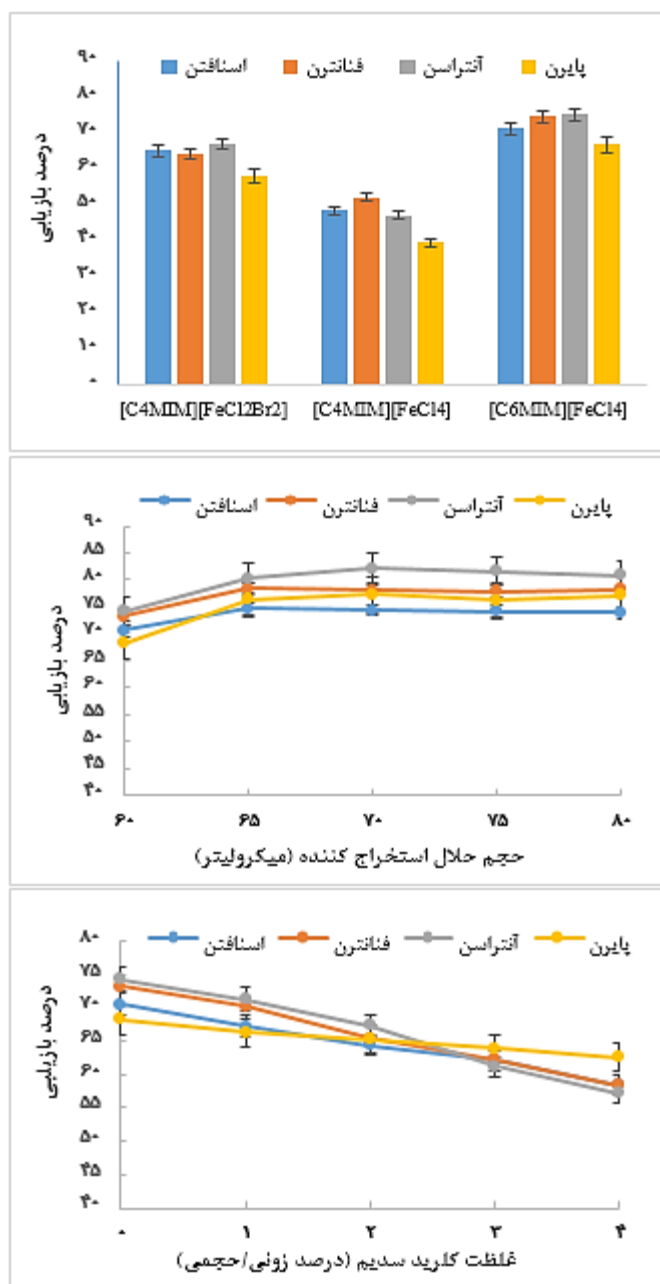 اسنافتن فنانترن آنتراسن پایرن
درصد بازیابی
۹۰
۸۰
۷۰
۶۰
۵۰
۴۰
۳۰
۲۰
۱۰
۰
[C4MIM][FeCl2Br2] [C4MIM][FeCl4] [C6MIM][FeCl4]
اسنافتن فنانترن آنتراسن پایرن
درصد بازیابی
۹۰
۸۵
۸۰
۷۵
۷۰
۶۵
۶۰
۵۵
۵۰
۴۵
۴۰
۶۰ ۶۵ ۷۰ ۷۵ ۸۰
حجم حلال استخراج کننده (میکرولیتر)
اسنافتن فنانترن آنتراسن پایرن
درصد بازیلبی
۸۰
۷۵
۷۰
۶۵
۶۰
۵۵
۵۰
۴۵
۴۰
۰ ۱ ۲ ۳ ۴
غلظت کلرید سدیم (درصد زونی/حجمی)